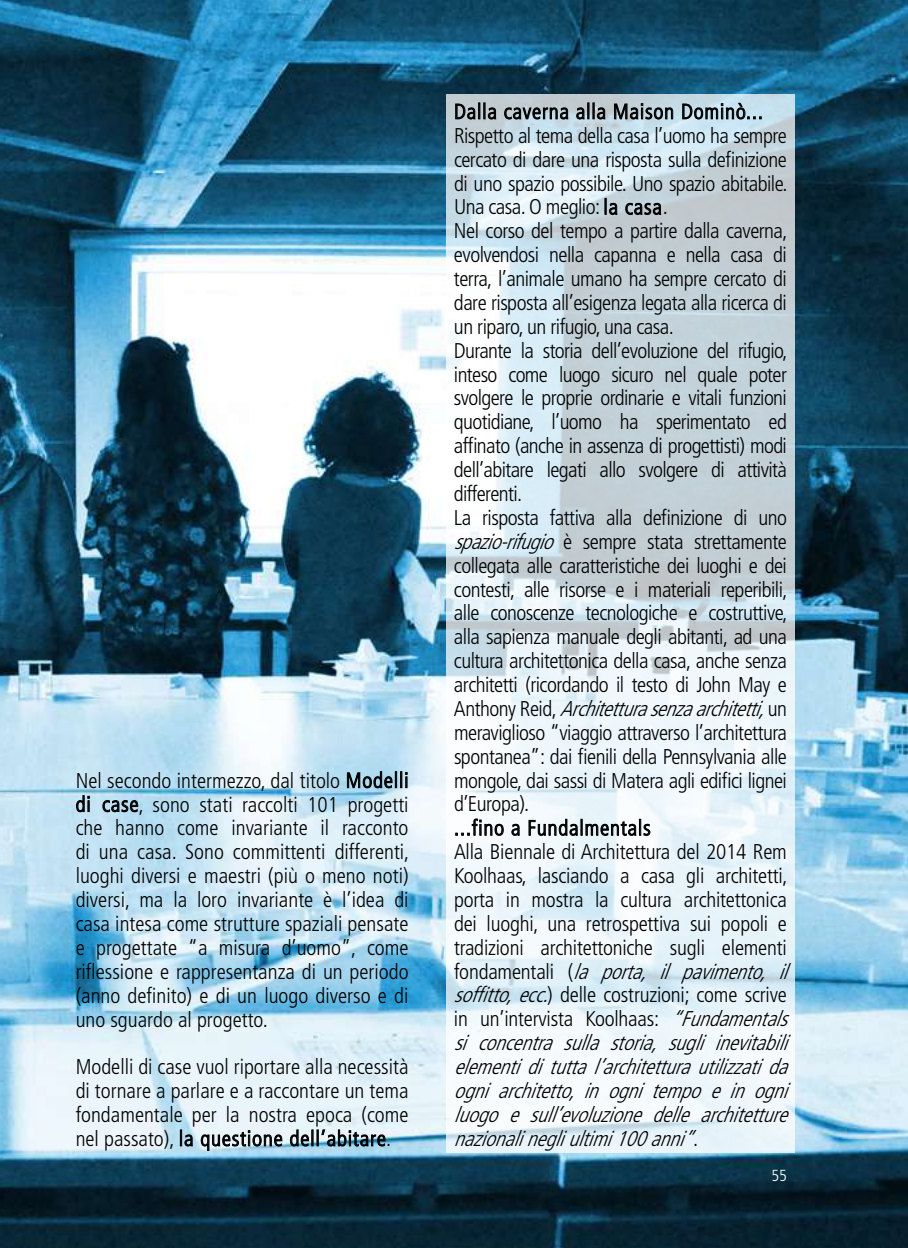 Nel secondo intermezzo, dal titolo Modelli
di case, sono stati raccolti 101 progetti
che hanno come invariante il racconto
di una casa. Sono committenti differenti,
luoghi diversi e maestri (più o meno noti)
diversi, ma la loro invariante è l’idea di
casa intesa come strutture spaziali pensate
e progettate “a misura d’uomo”, come
riflessione e rappresentanza di un periodo
(anno definito) e di un luogo diverso e di
uno sguardo al progetto.

Modelli di case vuol riportare alla necessità
di tornare a parlare e a raccontare un tema
fondamentale per la nostra epoca (come
nel passato), la questione dell’abitare.

Dalla caverna alla Maison Dominò...
Rispetto al tema della casa l’uomo ha sempre
cercato di dare una risposta sulla definizione
di uno spazio possibile. Uno spazio abitabile.
Una casa. O meglio: la casa.
Nel corso del tempo a partire dalla caverna,
evolvendosi nella capanna e nella casa di
terra, l’animale umano ha sempre cercato di
dare risposta all’esigenza legata alla ricerca di
un riparo, un rifugio, una casa.
Durante la storia dell’evoluzione del rifugio,
inteso come luogo sicuro nel quale poter
svolgere le proprie ordinarie e vitali funzioni
quotidiane, l’uomo ha sperimentato ed
affinato (anche in assenza di progettisti) modi
dell’abitare legati allo svolgere di attività
differenti.
La risposta fattiva alla definizione di uno
spazio-rifugio è sempre stata strettamente
collegata alle caratteristiche dei luoghi e dei
contesti, alle risorse e i materiali reperibili,
alle conoscenze tecnologiche e costruttive,
alla sapienza manuale degli abitanti, ad una
cultura architettonica della casa, anche senza
architetti (ricordando il testo di John May e
Anthony Reid, Architettura senza architetti, un
meraviglioso “viaggio attraverso l’architettura
spontanea”: dai fienili della Pennsylvania alle
mongole, dai sassi di Matera agli edifici lignei
d’Europa).
...fino a Fundalmentals
Alla Biennale di Architettura del 2014 Rem
Koolhaas, lasciando a casa gli architetti,
porta in mostra la cultura architettonica
dei luoghi, una retrospettiva sui popoli e
tradizioni architettoniche sugli elementi
fondamentali (la porta, il pavimento, il
soffitto, ecc.) delle costruzioni; come scrive
in un’intervista Koolhaas: “Fundamentals
si concentra sulla storia, sugli inevitabili
elementi di tutta l’architettura utilizzati da
ogni architetto, in ogni tempo e in ogni
luogo e sull’evoluzione delle architetture
nazionali negli ultimi 100 anni”.

55